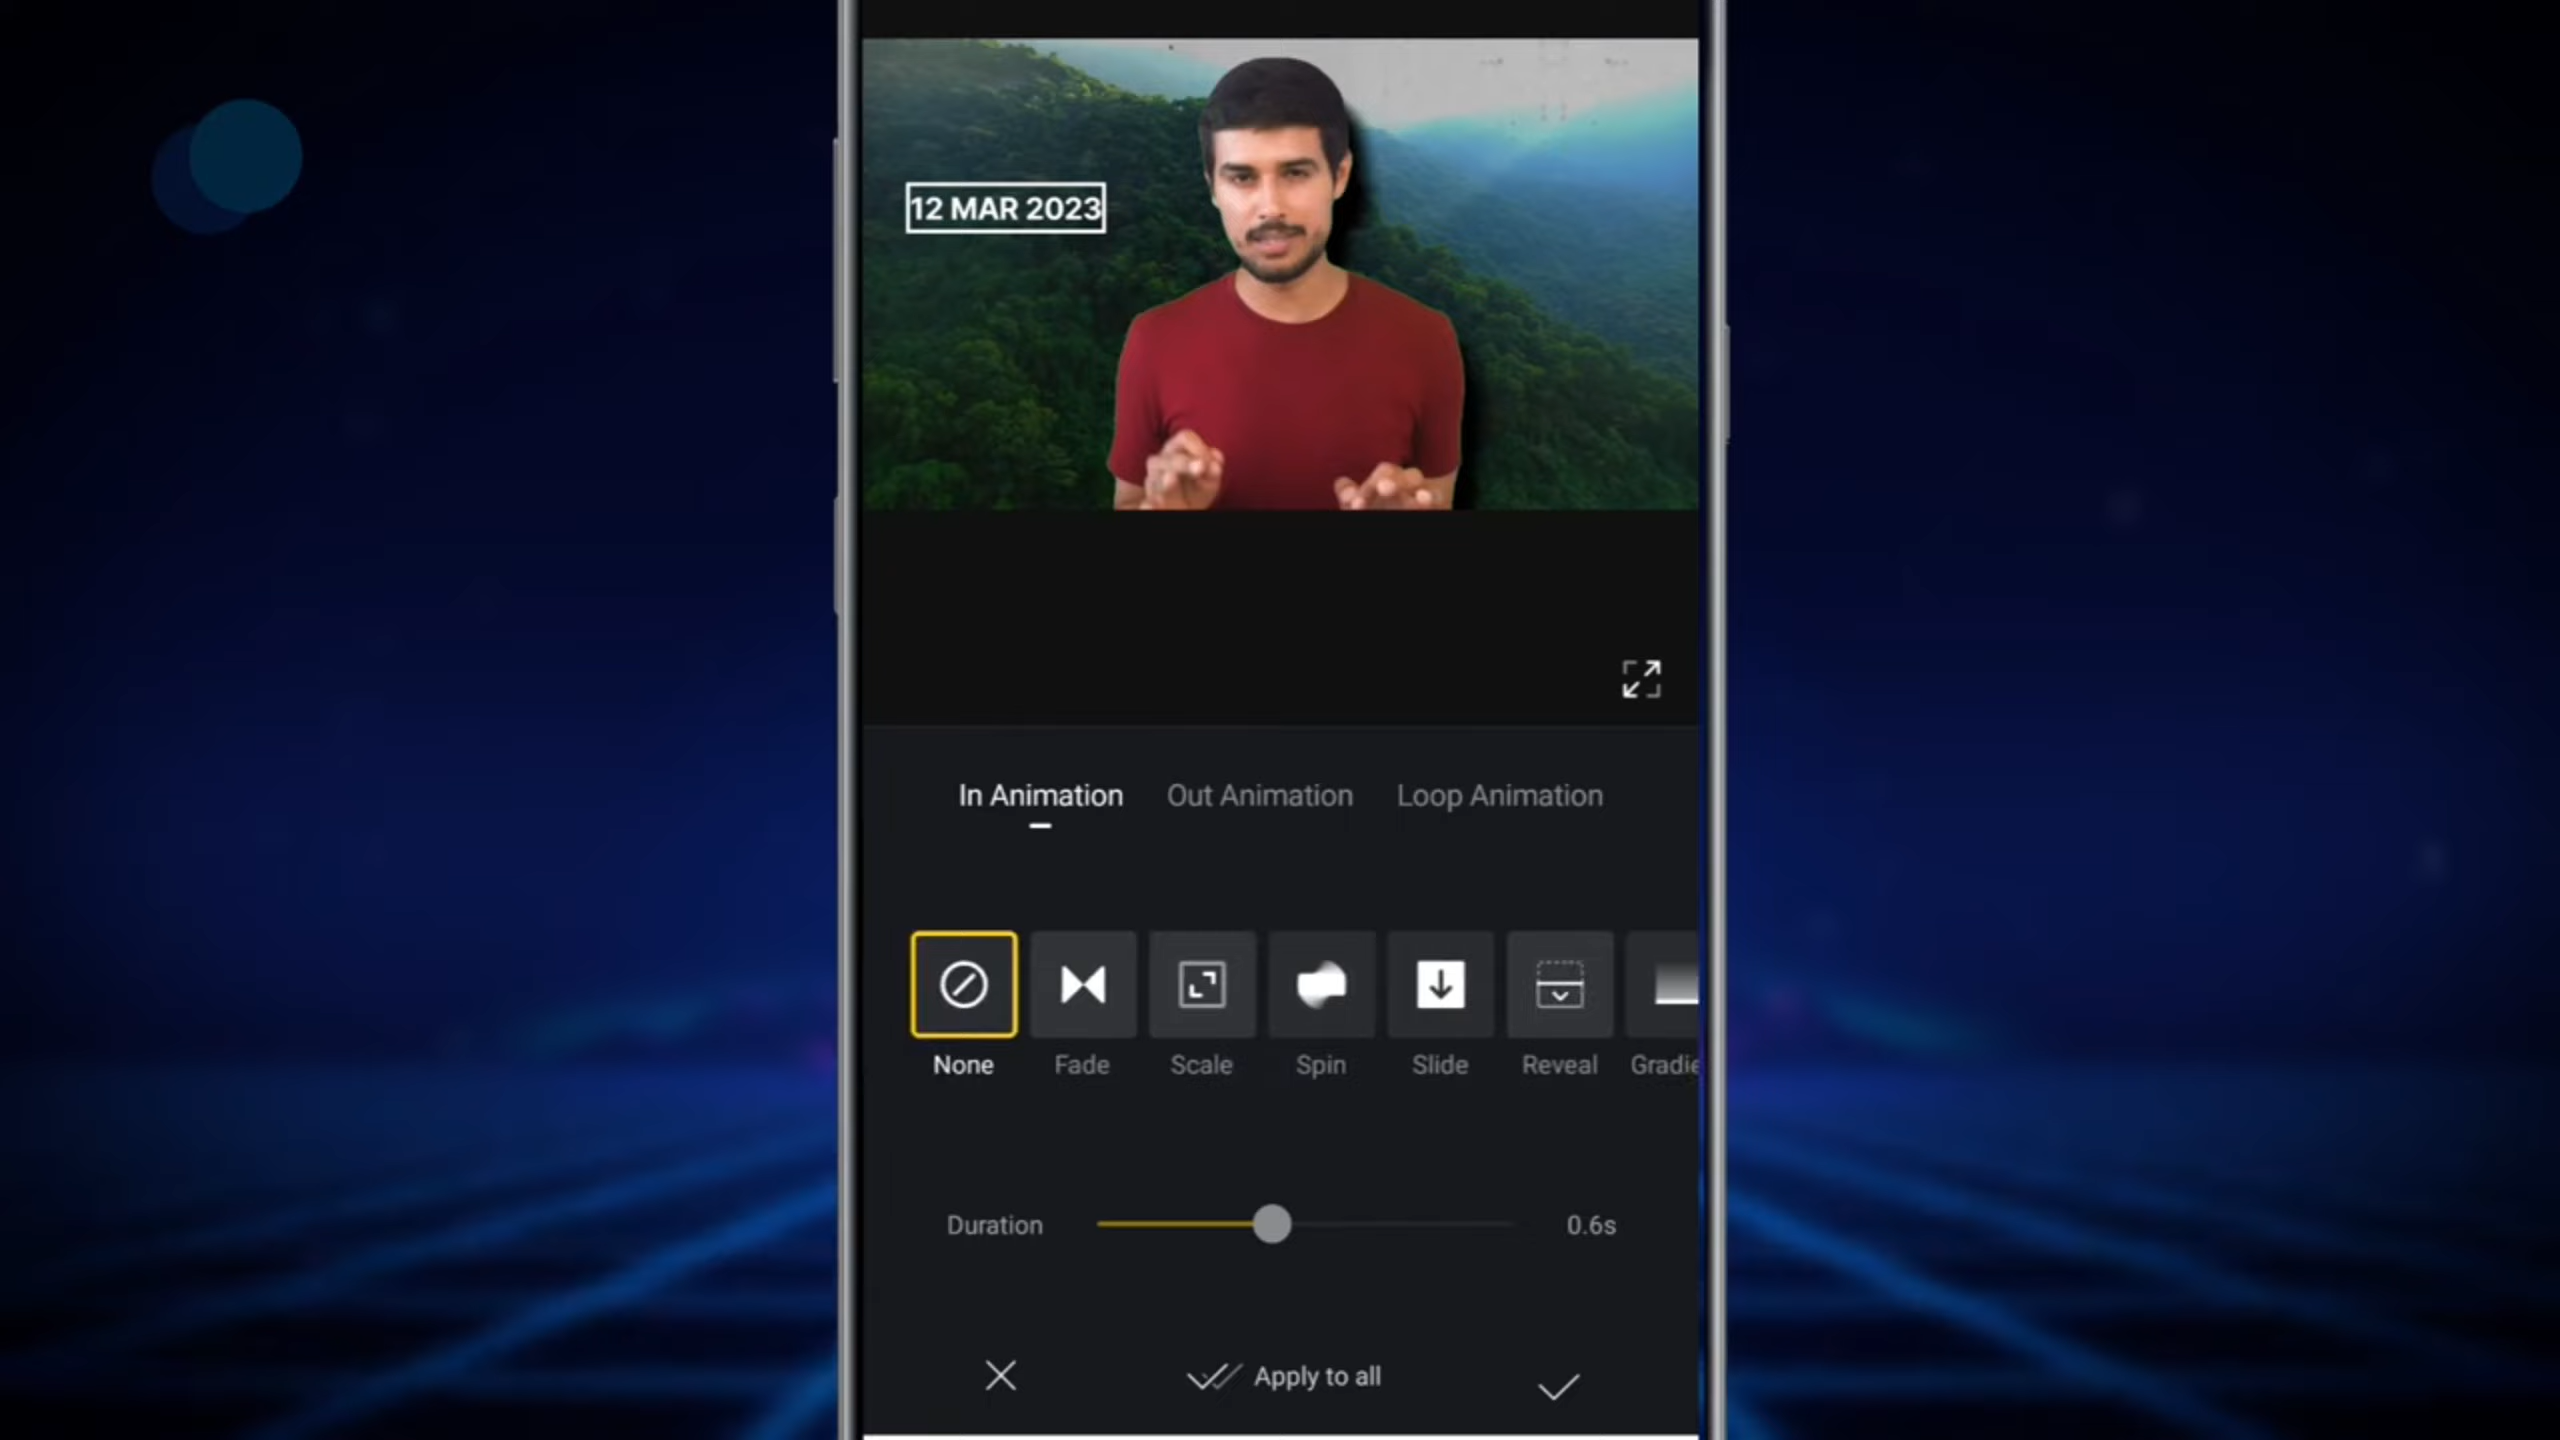 12 MAR 2023
In Animation Out Animation Loop Animation
None Fade Scale Spin Slide Reveal Gradie
Duration 0.6s
Apply to all